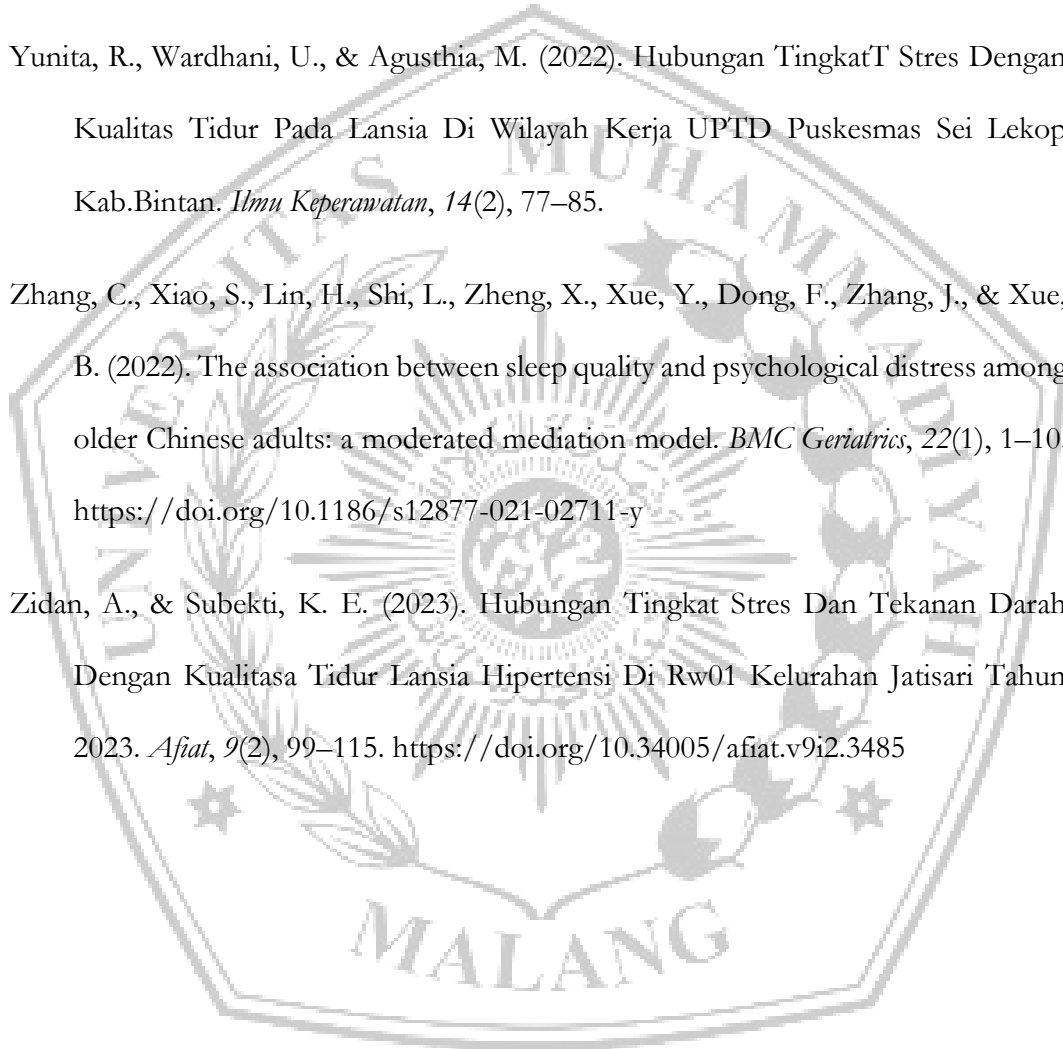 Yunita, R., Wardhani, U., & Agusthia, M. (2022). Hubungan TingkatT Stres Dengan
Kualitas Tidur Pada Lansia Di Wilayah Kerja UPTD Puskesmas Sei Lekop
Kab.Bintan. Ilmu Keperawatan, 14(2), 77–85.
Zhang, C., Xiao, S., Lin, H., Shi, L., Zheng, X., Xue, Y., Dong, F., Zhang, J., & Xue,
B. (2022). The association between sleep quality and psychological distress among
older Chinese adults: a moderated mediation model. BMC Geriatrics, 22(1), 1–10.
https://doi.org/10.1186/s12877-021-02711-y
Zidan, A., & Subekti, K. E. (2023). Hubungan Tingkat Stres Dan Tekanan Darah
Dengan Kualitasa Tidur Lansia Hipertensi Di Rw01 Kelurahan Jatisari Tahun
2023. Afiat, 9(2), 99–115. https://doi.org/10.34005/afiat.v9i2.3485
UNIVERSITAS MUHAMMADIYAH
MALANG